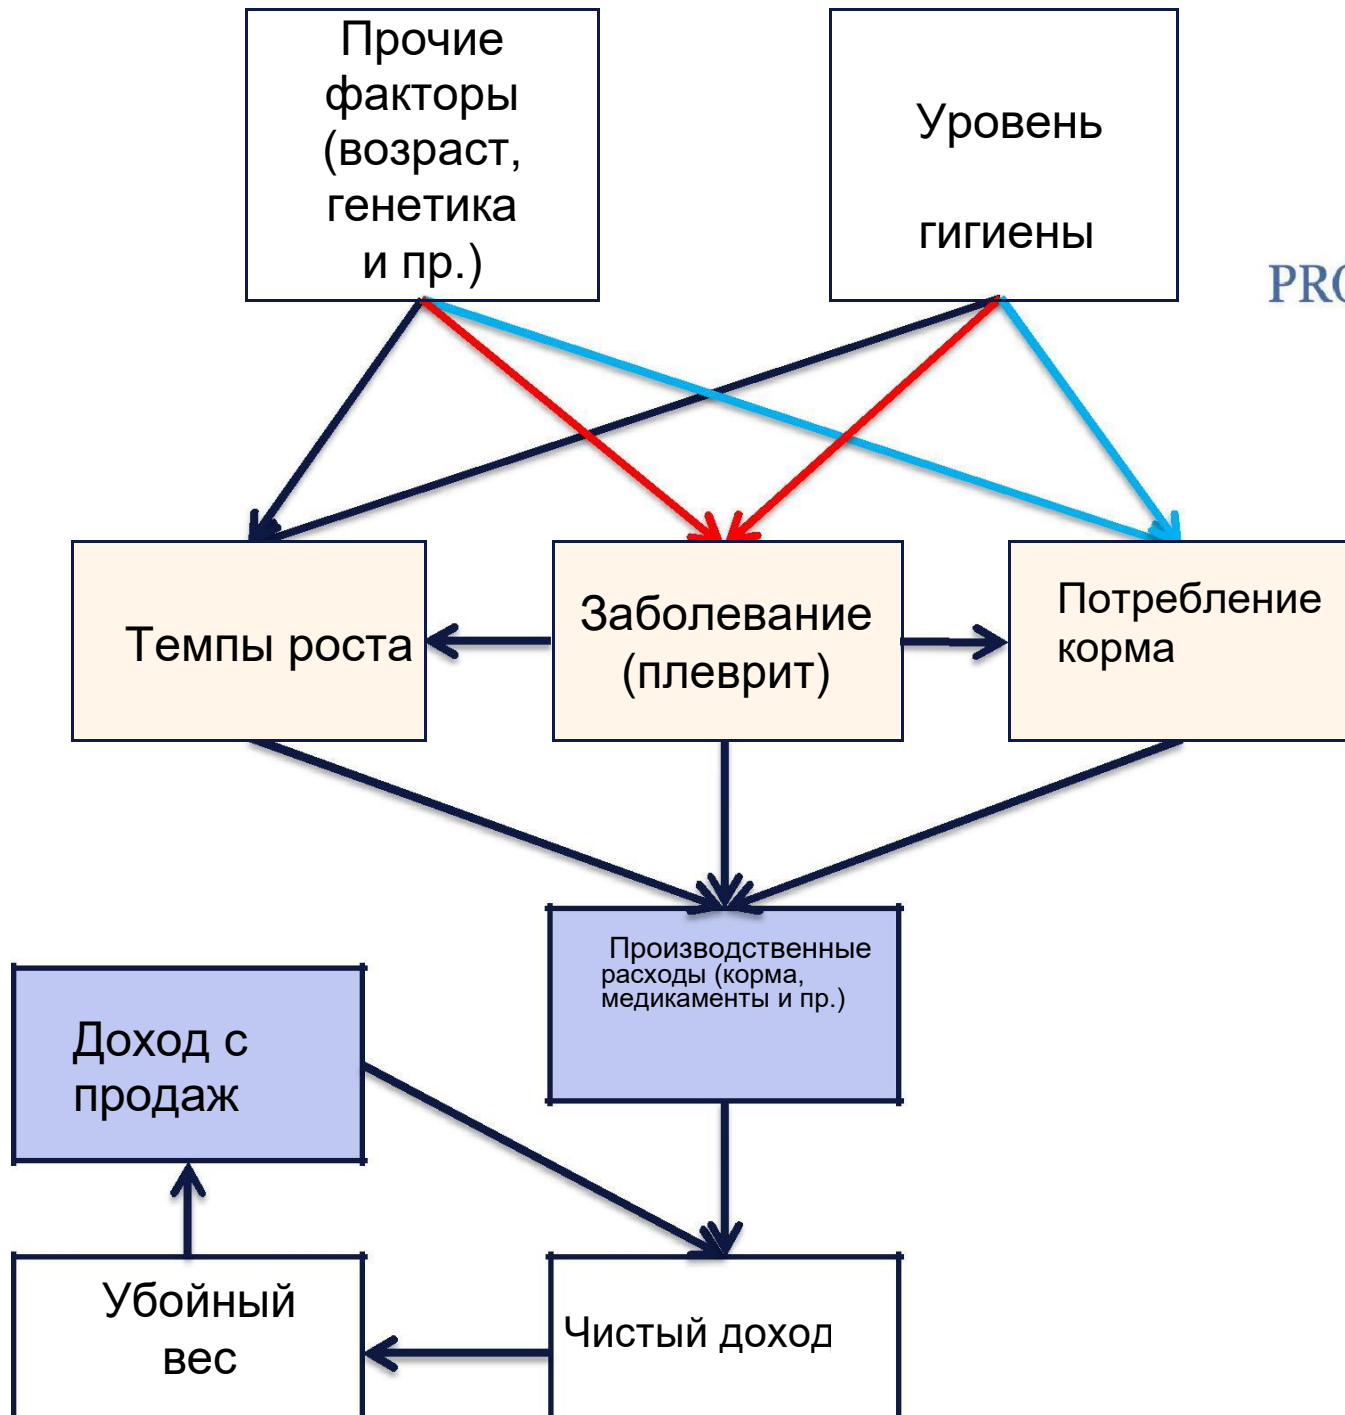 Прочие
факторы
(возраст,
генетика
и пр.)
Уровень
гигиены
PRO
Темпы роста
Заболевание
(плеврит)
Потребление
корма
Производственные
расходы (корма,
медикаменты и пр.)
Доход с
продаж
Убойный
вес
Чистый доход